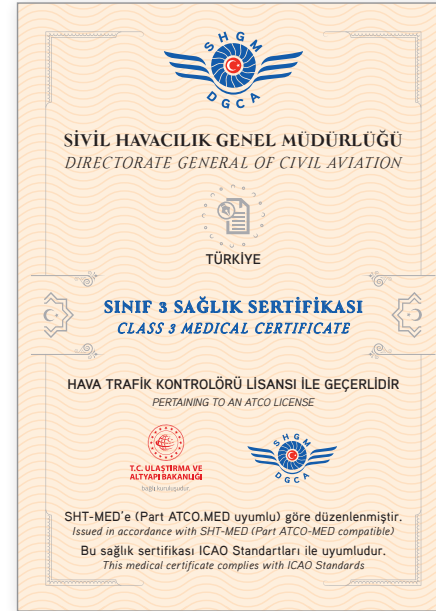 SHGM
DGCA
SİVİL HAVACILIK GENEL MÜDÜRLÜĞÜ
DIRECTORATE GENERAL OF CIVIL AVIATION
TÜRKİYE
SINIF 3 SAĞLIK SERTİFİKASI
CLASS 3 MEDICAL CERTIFICATE
HAVA TRAFİK KONTROLÖRÜ LİSANSI İLE GEÇERLİDİR
PERTAINING TO AN ATCO LICENSE
T.C. ULAŞTIRMA VE
ALTYAPI BAKANLIĞI
bağlı kuruluşudur.
SHGM
DGCA
SHT-MED'e (Part ATCO.MED uyumlu) göre düzenlenmiştir.
Issued in accordance with SHT-MED (Part ATCO-MED compatible)
Bu sağlık sertifikası ICAO Standartları ile uyumludur.
This medical certificate complies with ICAO Standards